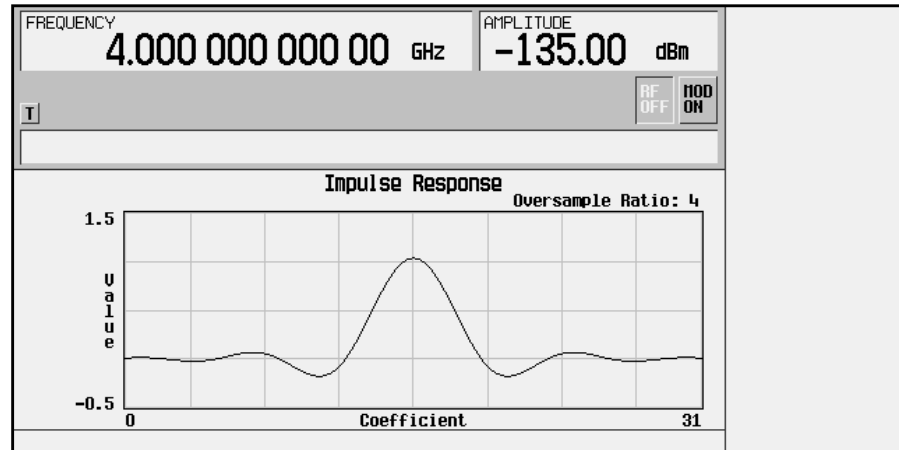 FREQUENCY
4.000 000 000 00 GHz
AMPLITUDE
-135.00 dBm
RF
OFF
MOD
ON
T
Impulse Response
Oversample Ratio: 4
1.5
Value
-0.5
0
Coefficient
31